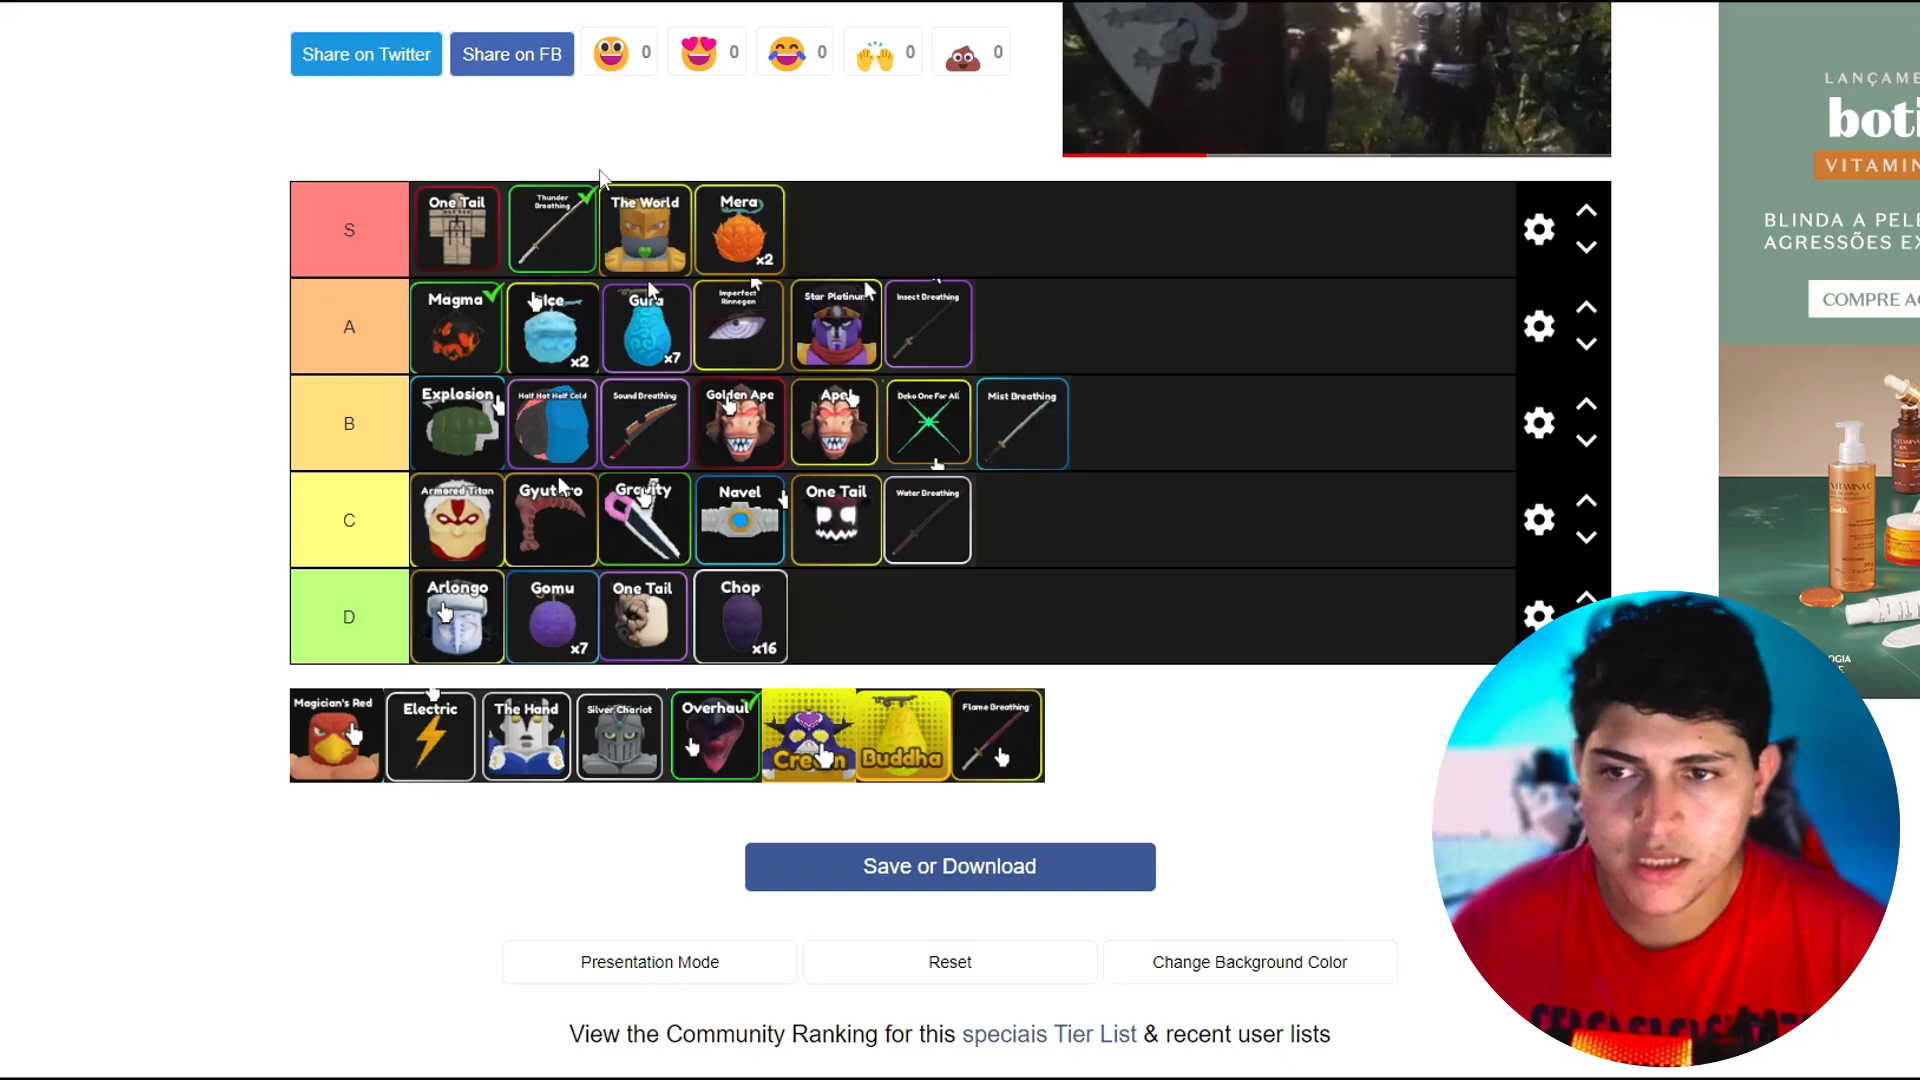 Share on Twitter
Share on FB
0
0
0
0
0
LANÇAME
boti
VITAMIN
BLINDA A PELE
AGRESSÕES EX
COMPRE A
S
One Tail
Thunder Breathing
The World
Mera
x2
A
Magma
Ice
x2
Gura
x7
Imperfect Rinnegan
Star Platinum
Insect Breathing
B
Explosion
Half Hot Half Cold
Sound Breathing
Golden Ape
Ape
Deko One For All
Mist Breathing
C
Armored Titan
Gyutaro
Gravity
Navel
One Tail
Water Breathing
D
Arlongo
Gomu
x7
One Tail
Chop
x16
Magician's Red
Electric
The Hand
Silver Chariot
Overhaul
Cream
Buddha
Flame Breathing
Save or Download
Presentation Mode
Reset
Change Background Color
View the Community Ranking for this speciais Tier List & recent user lists